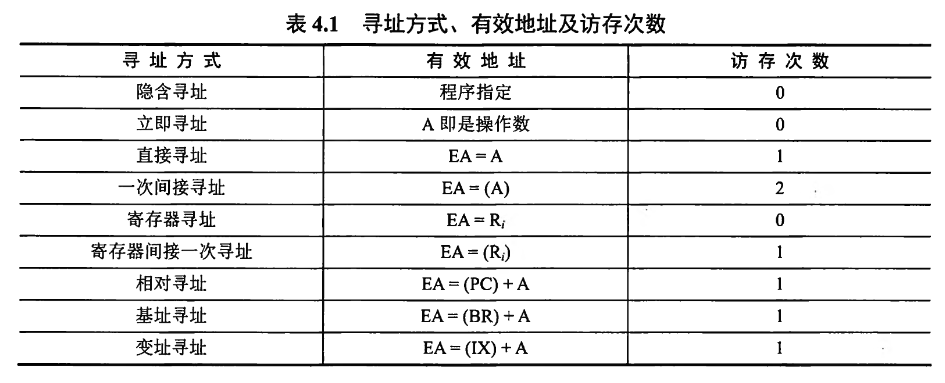 表 4.1 寻址方式、有效地址及访存次数
寻 址 方 式 有 效 地 址 访 存 次 数
隐含寻址 程序指定 0
立即寻址 A 即是操作数 0
直接寻址 EA = A 1
一次间接寻址 EA = (A) 2
寄存器寻址 EA = Ri 0
寄存器间接一次寻址 EA = (Ri) 1
相对寻址 EA = (PC) + A 1
基址寻址 EA = (BR) + A 1
变址寻址 EA = (IX) + A 1